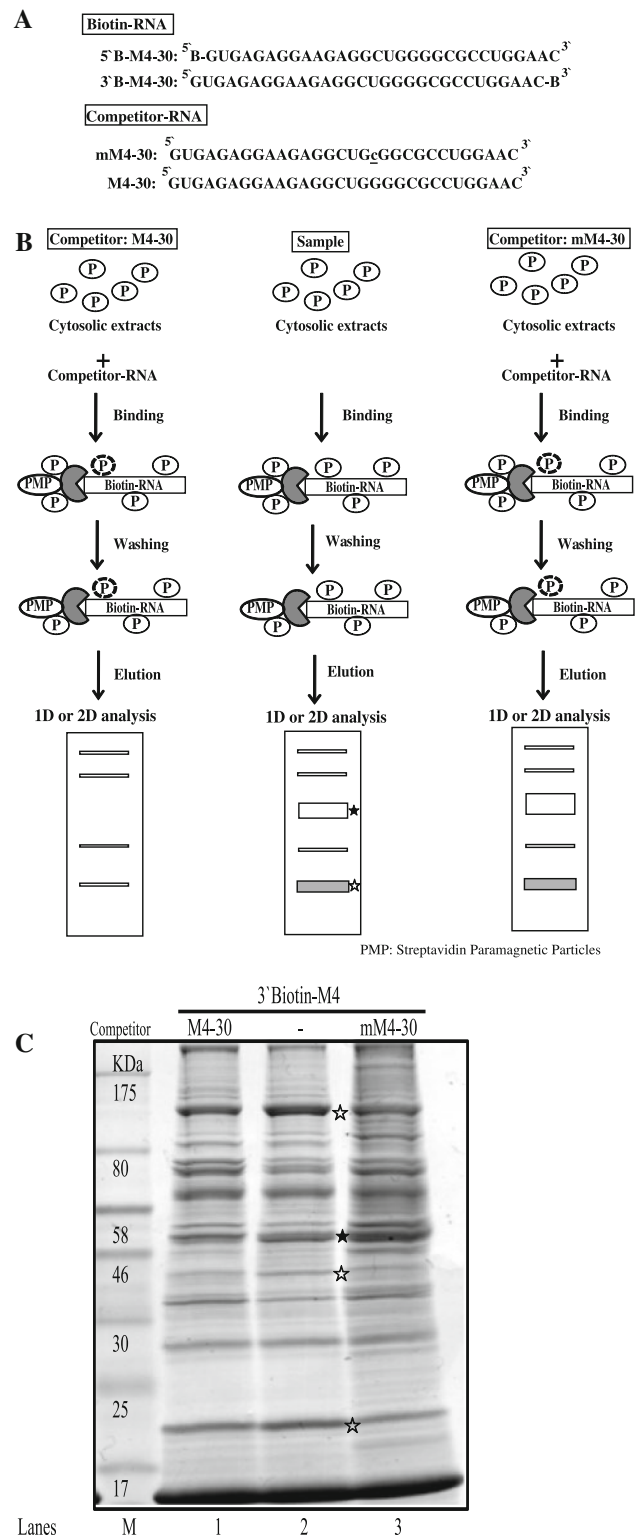 A
Biotin-RNA
5`B-M4-30: 5`B-GUGAGAGGAAGAGGCUGGGGCGCCUGGAAC3`
3`B-M4-30: 5`GUGAGAGGAAGAGGCUGGGGCGCCUGGAAC-B3`
Competitor-RNA
mM4-30: 5`GUGAGAGGAAGAGGCUGcGGCGCCUGGAAC3`
M4-30: 5`GUGAGAGGAAGAGGCUGGGGCGCCUGGAAC3`
B
Competitor: M4-30 Sample Competitor: mM4-30
P P P
P P P P P P P P P P P P
Cytosolic extracts Cytosolic extracts Cytosolic extracts
+ +
Competitor-RNA Competitor-RNA
Binding Binding Binding
P P P P P P P P P
PMP Biotin-RNA PMP Biotin-RNA PMP Biotin-RNA
P P P P P P
Washing Washing Washing
P P P P P P
PMP Biotin-RNA PMP Biotin-RNA PMP Biotin-RNA
P P P P P P
Elution Elution Elution
1D or 2D analysis 1D or 2D analysis 1D or 2D analysis
PMP: Streptavidin Paramagnetic Particles
3`Biotin-M4
Competitor M4-30 - mM4-30
C
KDa
175
80
58
46
30
25
17
Lanes M 1 2 3